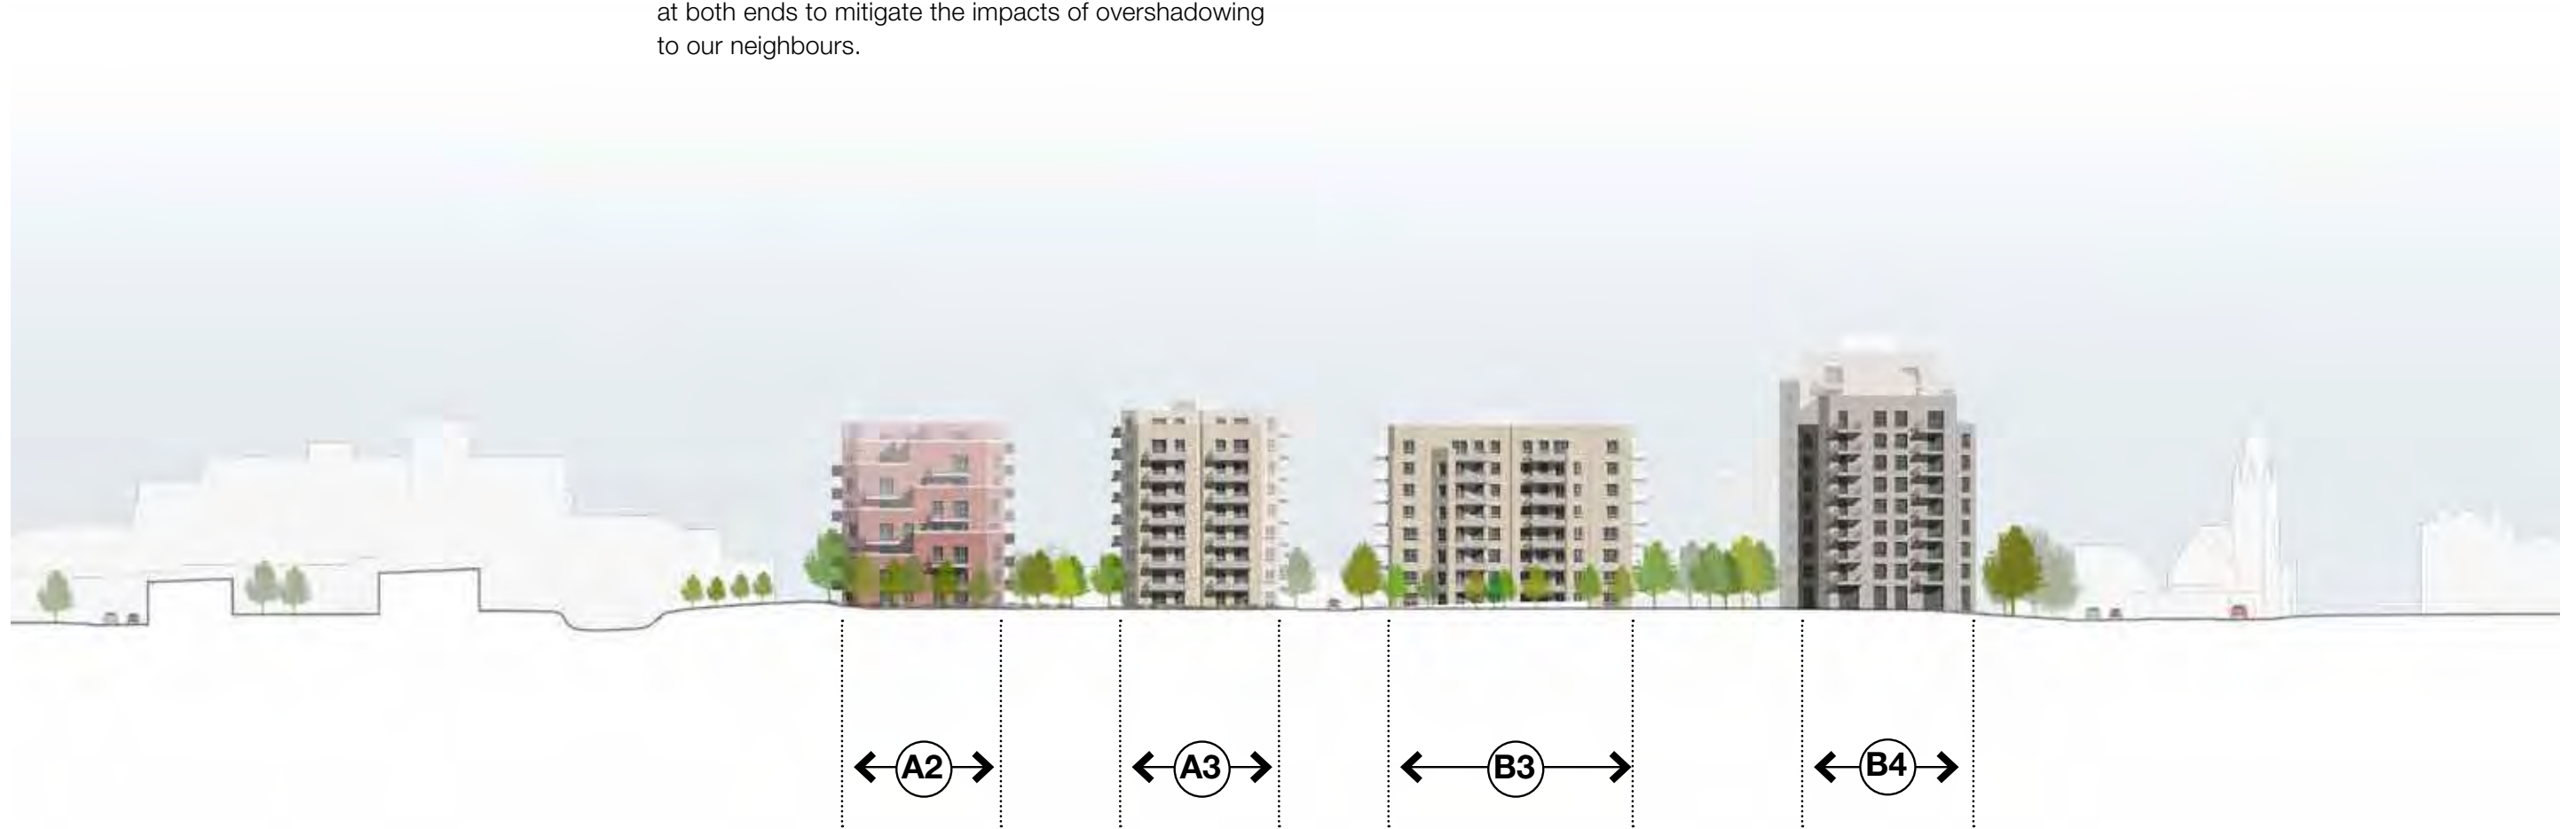 at both ends to mitigate the impacts of overshadowing
to our neighbours.
A2 A3 B3 B4